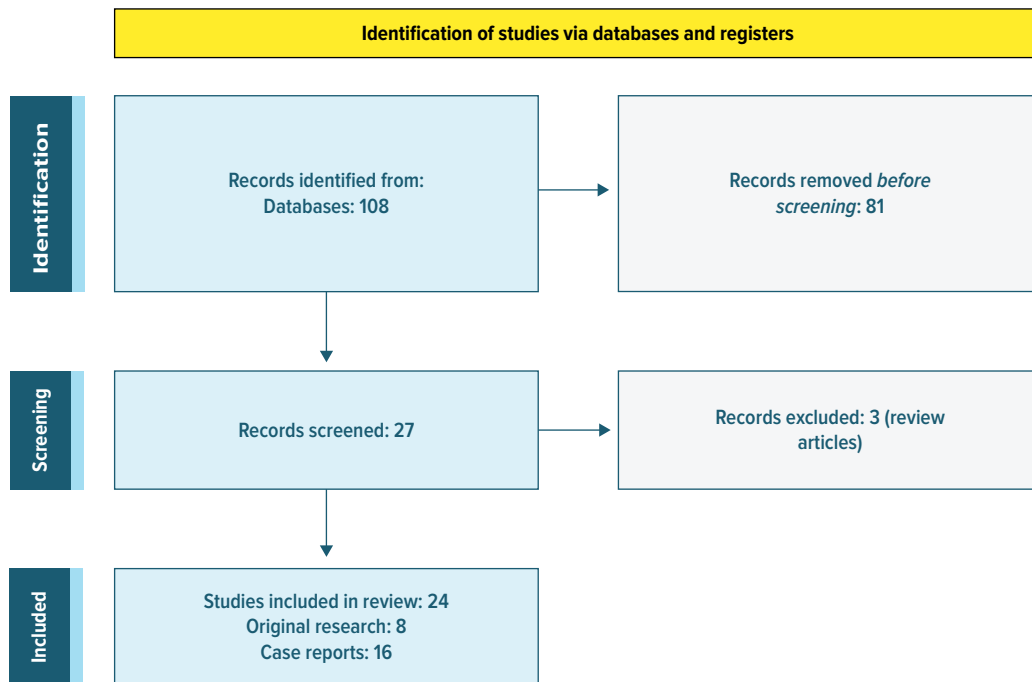 Identification of studies via databases and registers
Identification
Records identified from:
Databases: 108
Records removed before
screening: 81
Screening
Records screened: 27
Records excluded: 3 (review
articles)
Included
Studies included in review: 24
Original research: 8
Case reports: 16